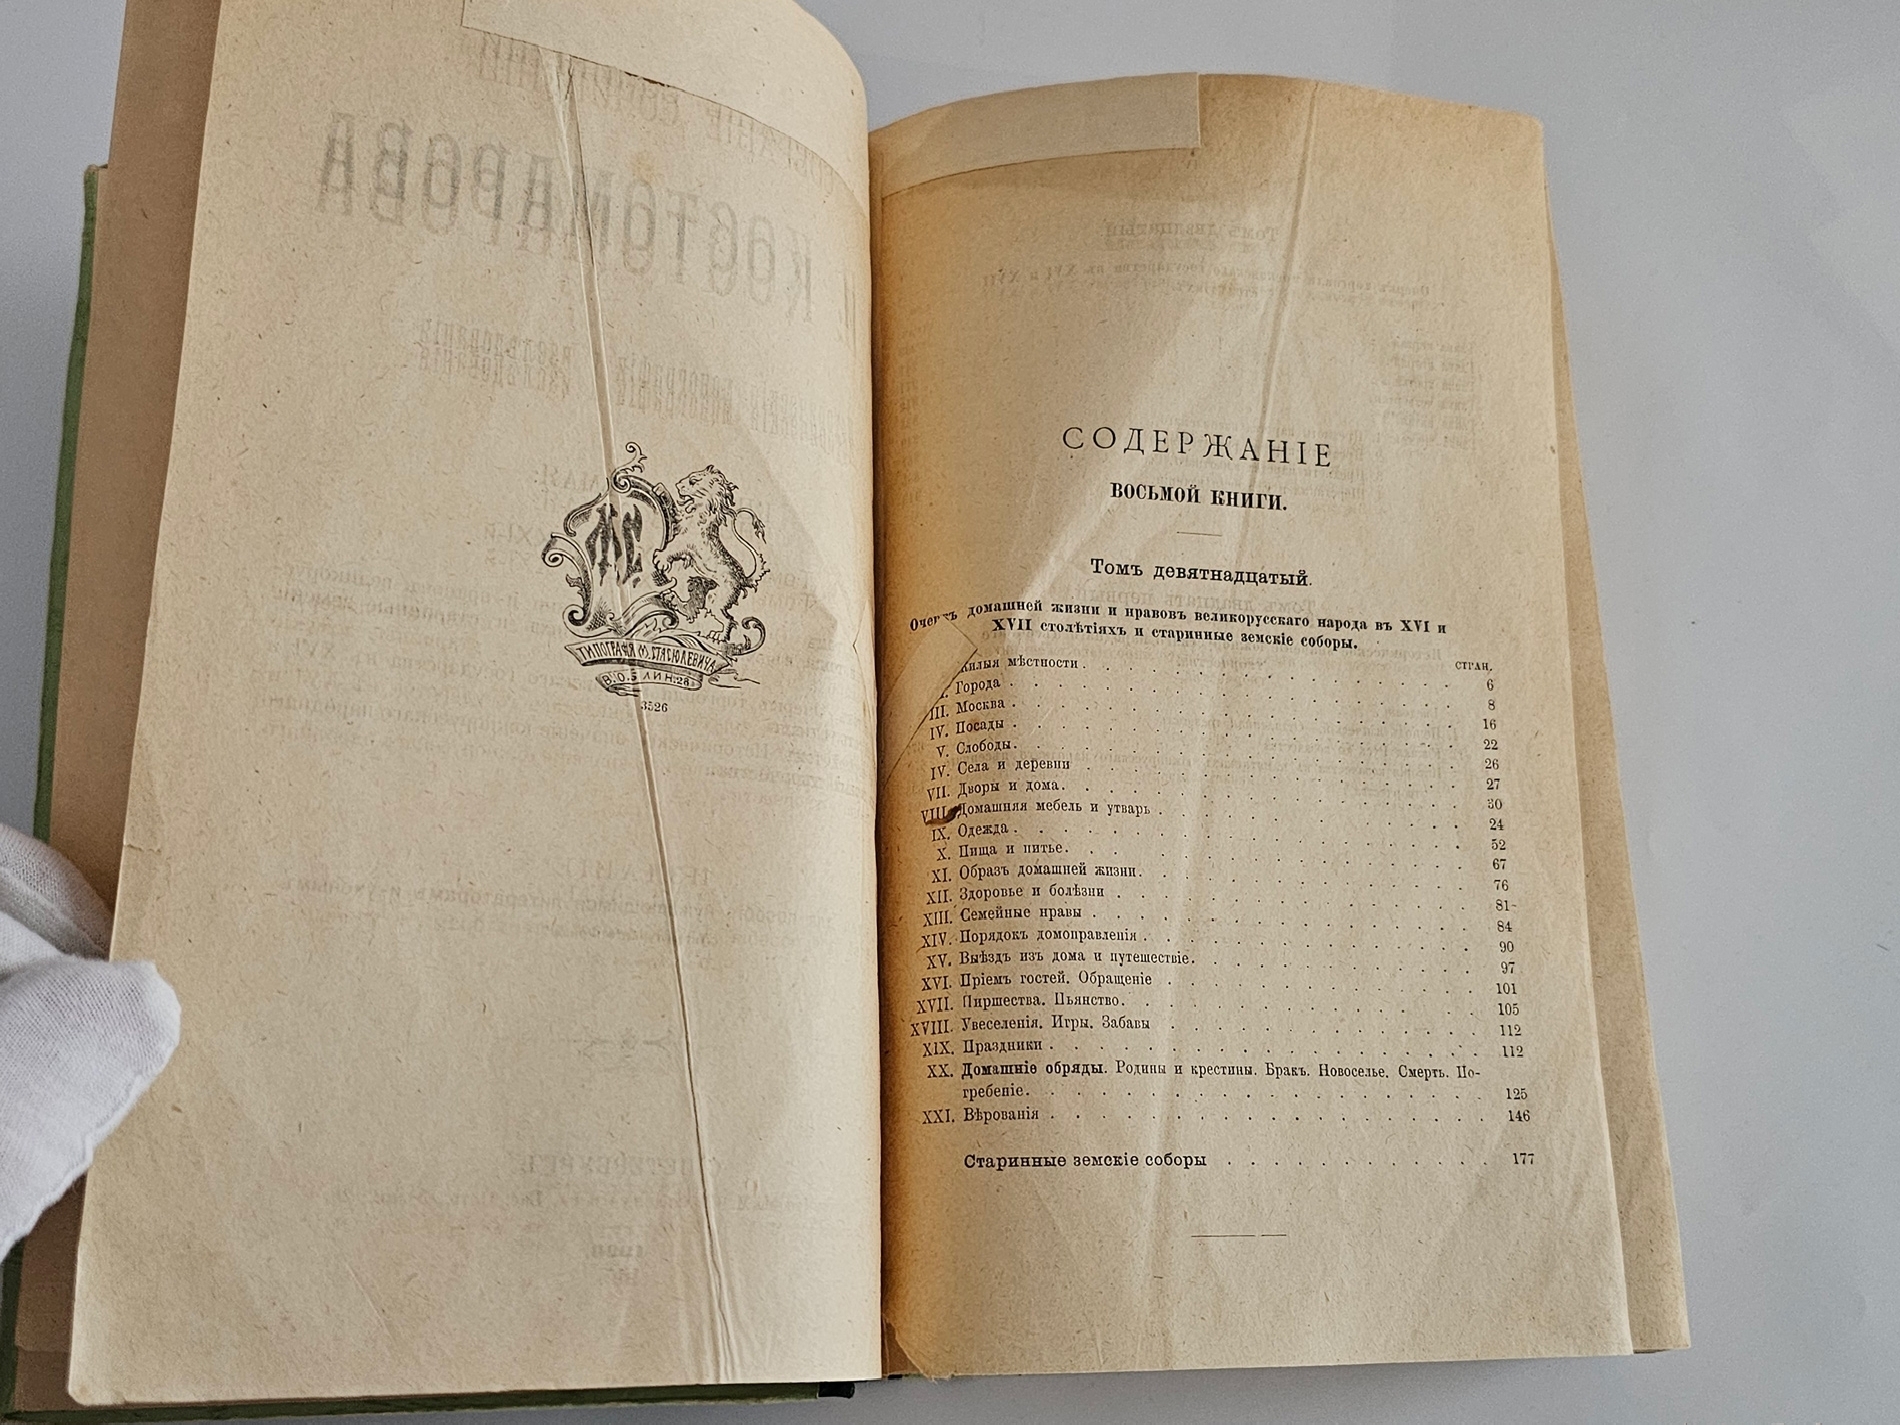 ТИПОГРАФІЯ М. СТАСЮЛЕВИЧА
В. О. 5 ЛИН. 28
3526
СОДЕРЖАНІЕ
ВОСЬМОЙ КНИГИ.
Томъ девятнадцатый.
домашней жизни и нравовъ великорусскаго народа въ XVI и
XVII столѣтіяхъ и старинные земскіе соборы.
СТРАН.
мѣстности . . . . . . . . . . 6
Города . . . . . . . . . . 8
III. Москва . . . . . . . . . . 16
IV. Посады . . . . . . . . . . 22
V. Слободы. . . . . . . . . . 26
IV. Села и деревни . . . . . . . . . . 27
VII. Дворы и дома. . . . . . . . . . 30
VIII. Домашняя мебель и утварь . . . . . . . . . . 24
IX. Одежда . . . . . . . . . . 52
X. Пища и питье. . . . . . . . . . 67
XI. Образъ домашней жизни. . . . . . . . . . 76
XII. Здоровье и болѣзни . . . . . . . . . . 81
XIII. Семейные нравы . . . . . . . . . . 84
XIV. Порядокъ домоправленія . . . . . . . . . . 90
XV. Выѣздъ изъ дома и путешествіе. . . . . . . . . . 97
XVI. Пріемъ гостей. Обращеніе . . . . . . . . . . 101
XVII. Пиршества. Пьянство. . . . . . . . . . 105
XVIII. Увеселенія. Игры. Забавы . . . . . . . . . . 112
XIX. Праздники . . . . . . . . . . 112
XX. Домашніе обряды. Родины и крестины. Бракъ. Новоселье. Смерть. По-
гребеніе. . . . . . . . . . 125
XXI. Вѣрованія . . . . . . . . . . 146
Старинные земскіе соборы . . . . . . . . . . 177